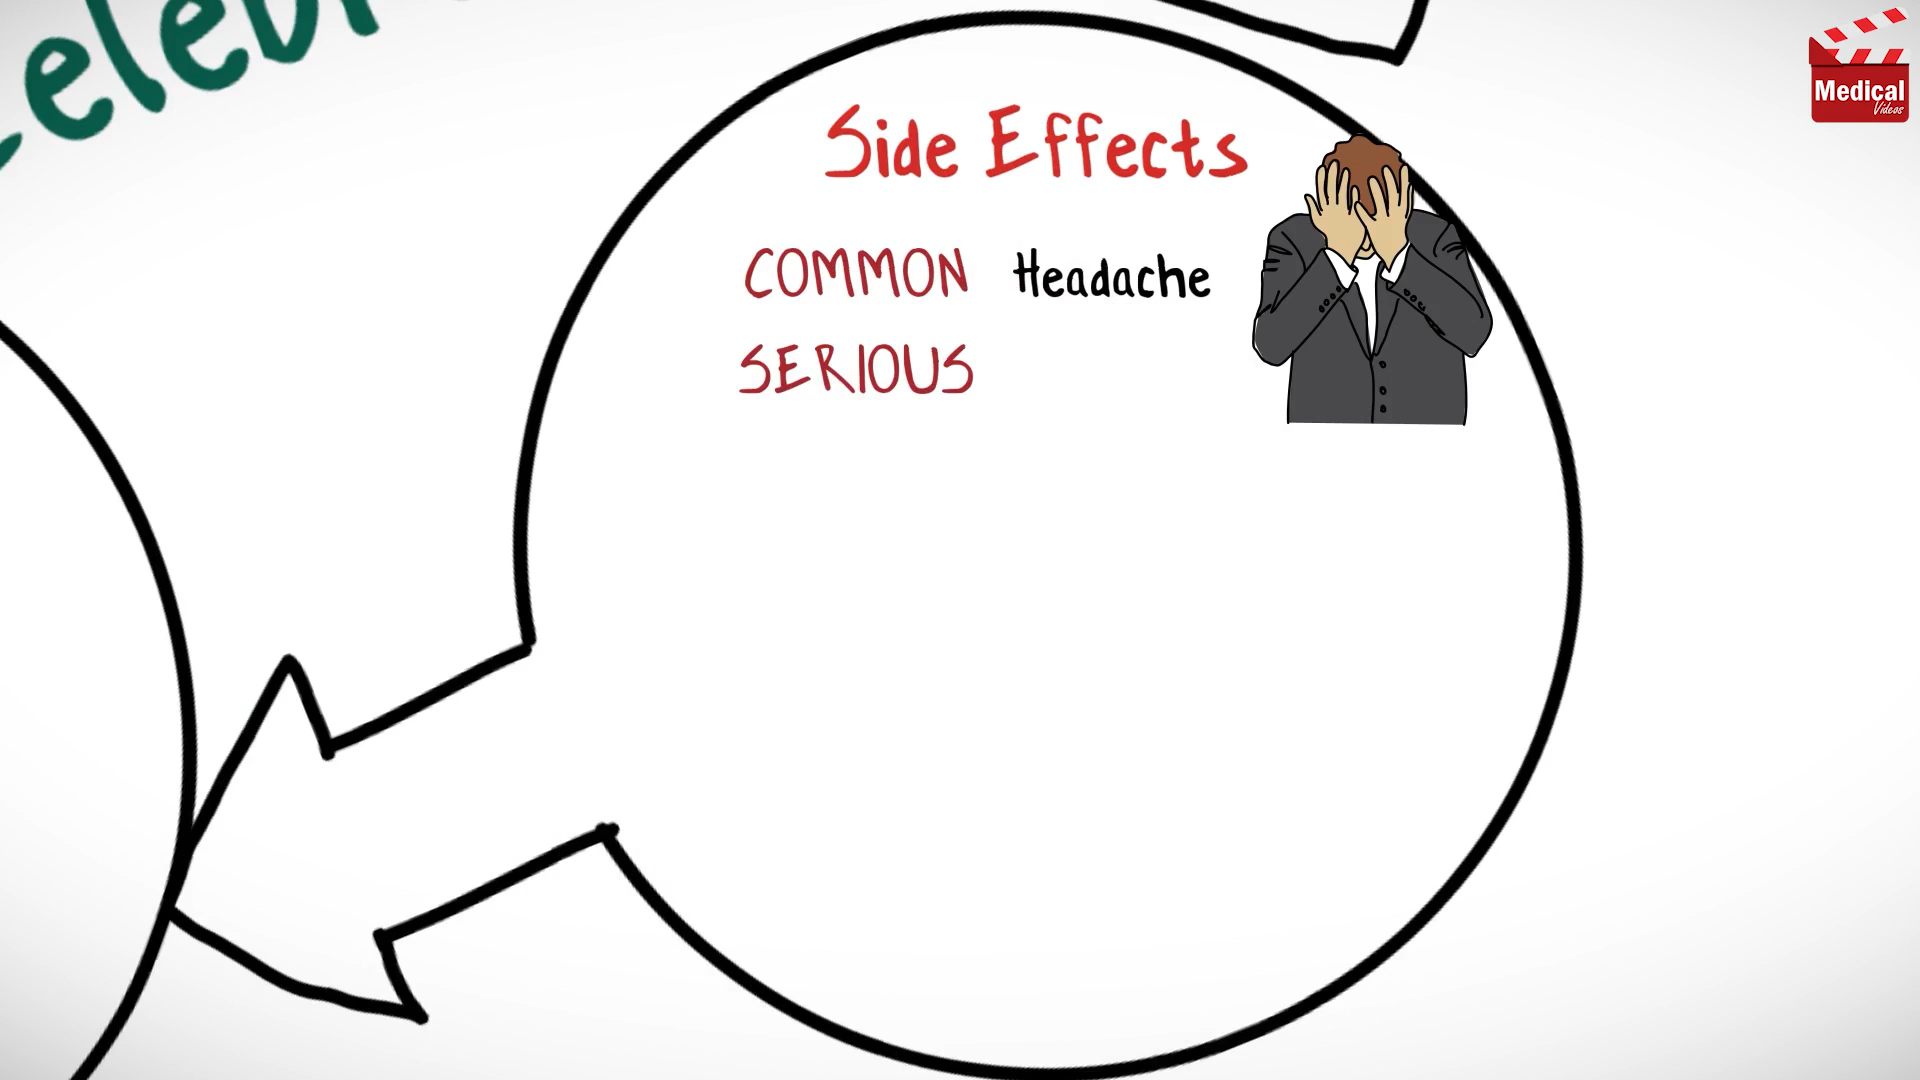 Side Effects
COMMON Headache
SERIOUS
Medical
Videos